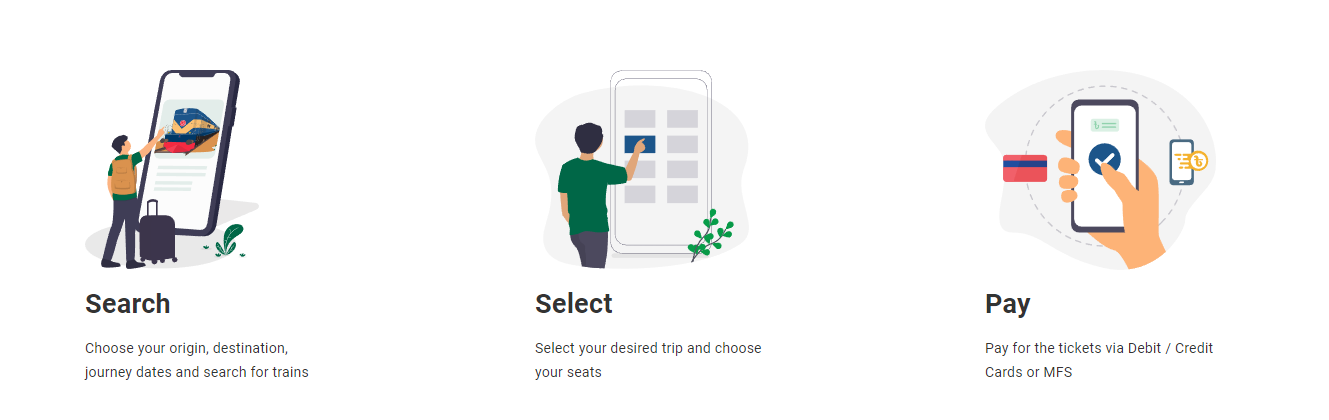 Search
Choose your origin, destination,
journey dates and search for trains
Select
Select your desired trip and choose
your seats
Pay
Pay for the tickets via Debit / Credit
Cards or MFS
৳
৳